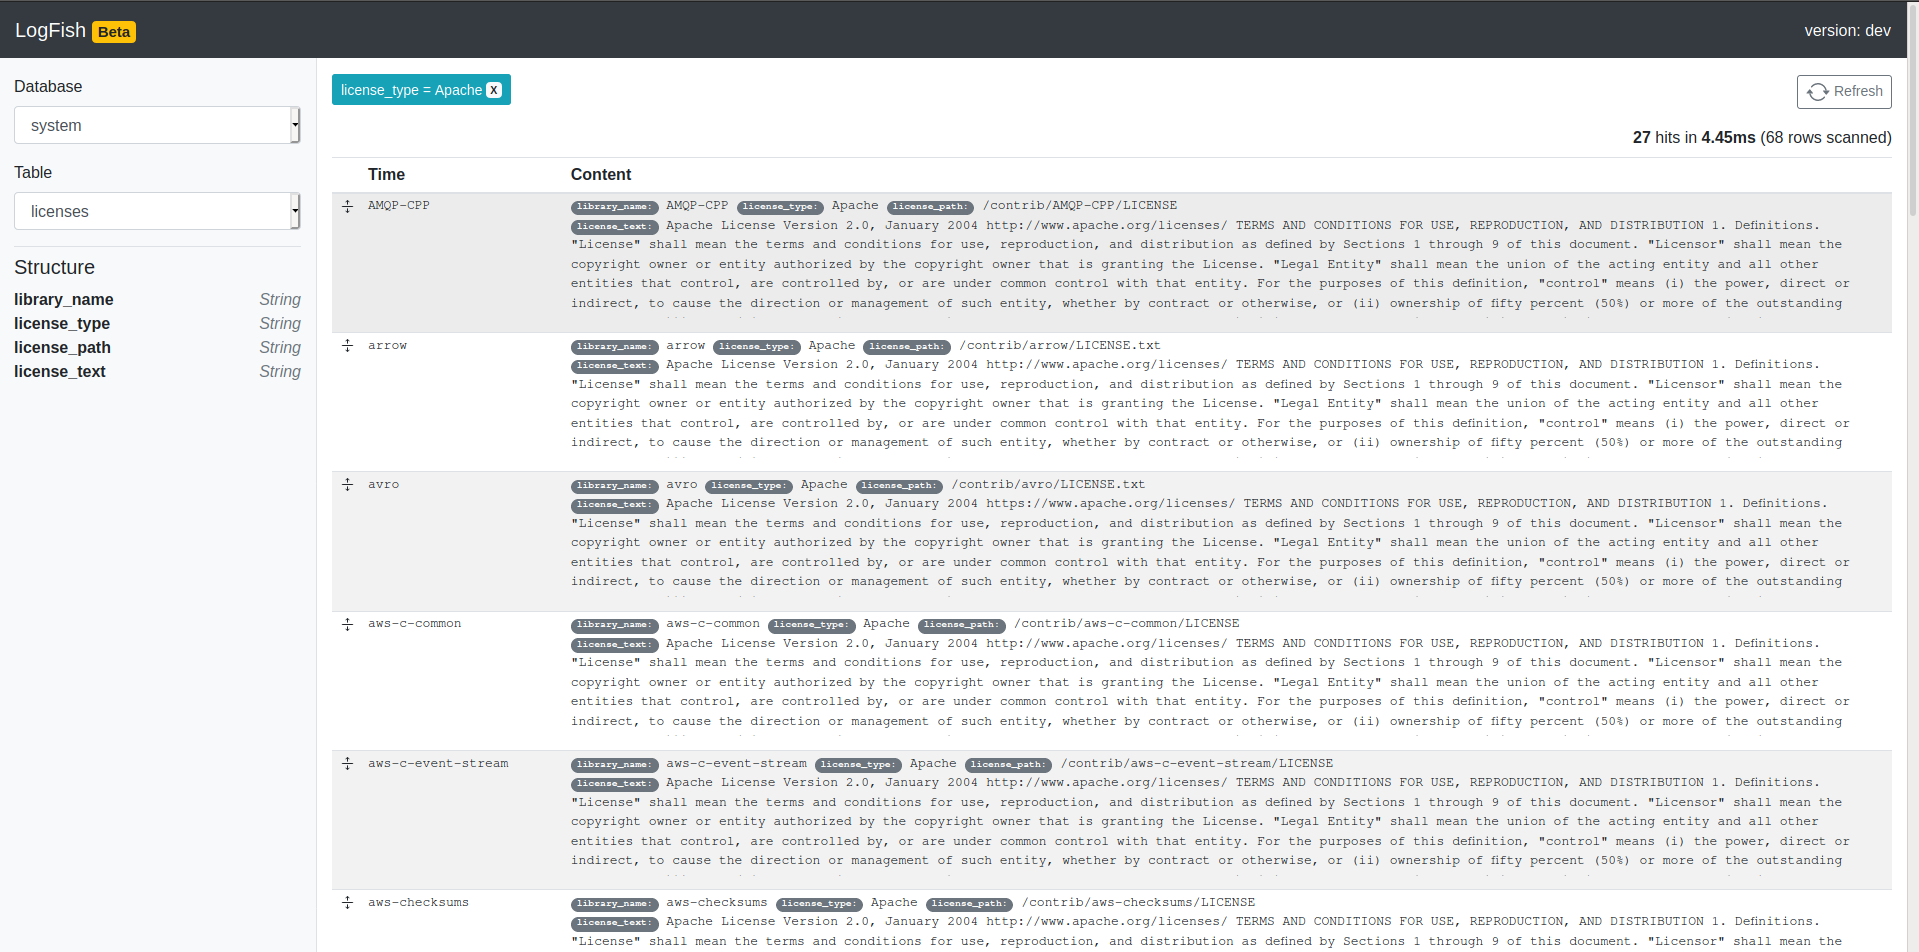 LogFish Beta
version: dev
Database
system
Table
licenses
Structure
library_name String
license_type String
license_path String
license_text String
license_type = Apache X
Refresh
27 hits in 4.45ms (68 rows scanned)
Time Content
AMQP-CPP library_name: AMQP-CPP license_type: Apache license_path: /contrib/AMQP-CPP/LICENSE
license_text: Apache License Version 2.0, January 2004 http://www.apache.org/licenses/ TERMS AND CONDITIONS FOR USE, REPRODUCTION, AND DISTRIBUTION 1. Definitions.
"License" shall mean the terms and conditions for use, reproduction, and distribution as defined by Sections 1 through 9 of this document. "Licensor" shall mean the
copyright owner or entity authorized by the copyright owner that is granting the License. "Legal Entity" shall mean the union of the acting entity and all other
entities that control, are controlled by, or are under common control with that entity. For the purposes of this definition, "control" means (i) the power, direct or
indirect, to cause the direction or management of such entity, whether by contract or otherwise, or (ii) ownership of fifty percent (50%) or more of the outstanding
arrow library_name: arrow license_type: Apache license_path: /contrib/arrow/LICENSE.txt
license_text: Apache License Version 2.0, January 2004 http://www.apache.org/licenses/ TERMS AND CONDITIONS FOR USE, REPRODUCTION, AND DISTRIBUTION 1. Definitions.
"License" shall mean the terms and conditions for use, reproduction, and distribution as defined by Sections 1 through 9 of this document. "Licensor" shall mean the
copyright owner or entity authorized by the copyright owner that is granting the License. "Legal Entity" shall mean the union of the acting entity and all other
entities that control, are controlled by, or are under common control with that entity. For the purposes of this definition, "control" means (i) the power, direct or
indirect, to cause the direction or management of such entity, whether by contract or otherwise, or (ii) ownership of fifty percent (50%) or more of the outstanding
avro library_name: avro license_type: Apache license_path: /contrib/avro/LICENSE.txt
license_text: Apache License Version 2.0, January 2004 https://www.apache.org/licenses/ TERMS AND CONDITIONS FOR USE, REPRODUCTION, AND DISTRIBUTION 1. Definitions.
"License" shall mean the terms and conditions for use, reproduction, and distribution as defined by Sections 1 through 9 of this document. "Licensor" shall mean the
copyright owner or entity authorized by the copyright owner that is granting the License. "Legal Entity" shall mean the union of the acting entity and all other
entities that control, are controlled by, or are under common control with that entity. For the purposes of this definition, "control" means (i) the power, direct or
indirect, to cause the direction or management of such entity, whether by contract or otherwise, or (ii) ownership of fifty percent (50%) or more of the outstanding
aws-c-common library_name: aws-c-common license_type: Apache license_path: /contrib/aws-c-common/LICENSE
license_text: Apache License Version 2.0, January 2004 http://www.apache.org/licenses/ TERMS AND CONDITIONS FOR USE, REPRODUCTION, AND DISTRIBUTION 1. Definitions.
"License" shall mean the terms and conditions for use, reproduction, and distribution as defined by Sections 1 through 9 of this document. "Licensor" shall mean the
copyright owner or entity authorized by the copyright owner that is granting the License. "Legal Entity" shall mean the union of the acting entity and all other
entities that control, are controlled by, or are under common control with that entity. For the purposes of this definition, "control" means (i) the power, direct or
indirect, to cause the direction or management of such entity, whether by contract or otherwise, or (ii) ownership of fifty percent (50%) or more of the outstanding
aws-c-event-stream library_name: aws-c-event-stream license_type: Apache license_path: /contrib/aws-c-event-stream/LICENSE
license_text: Apache License Version 2.0, January 2004 http://www.apache.org/licenses/ TERMS AND CONDITIONS FOR USE, REPRODUCTION, AND DISTRIBUTION 1. Definitions.
"License" shall mean the terms and conditions for use, reproduction, and distribution as defined by Sections 1 through 9 of this document. "Licensor" shall mean the
copyright owner or entity authorized by the copyright owner that is granting the License. "Legal Entity" shall mean the union of the acting entity and all other
entities that control, are controlled by, or are under common control with that entity. For the purposes of this definition, "control" means (i) the power, direct or
indirect, to cause the direction or management of such entity, whether by contract or otherwise, or (ii) ownership of fifty percent (50%) or more of the outstanding
aws-checksums library_name: aws-checksums license_type: Apache license_path: /contrib/aws-checksums/LICENSE
license_text: Apache License Version 2.0, January 2004 http://www.apache.org/licenses/ TERMS AND CONDITIONS FOR USE, REPRODUCTION, AND DISTRIBUTION 1. Definitions.
"License" shall mean the terms and conditions for use, reproduction, and distribution as defined by Sections 1 through 9 of this document. "Licensor" shall mean the